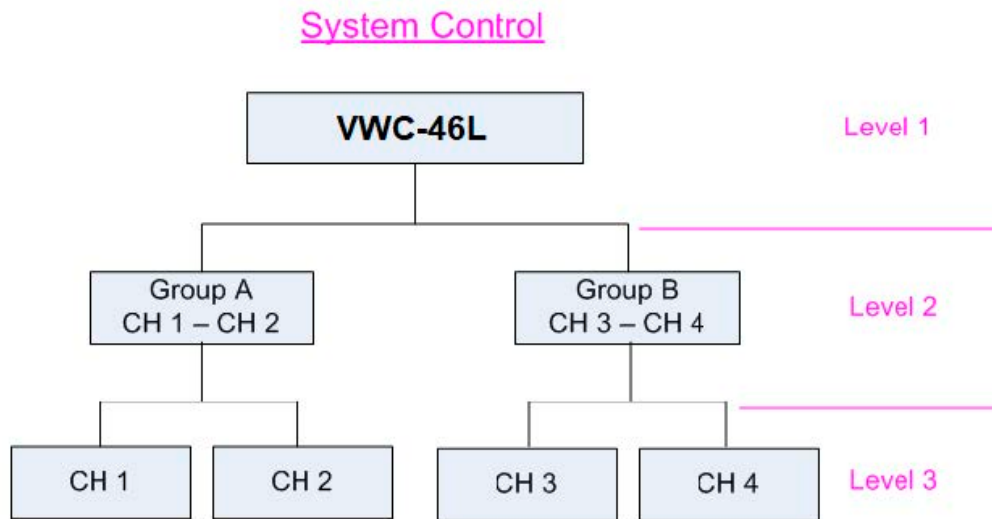 System Control
VWC-46L
Level 1
Group A
CH 1 – CH 2
Group B
CH 3 – CH 4
Level 2
CH 1
CH 2
CH 3
CH 4
Level 3